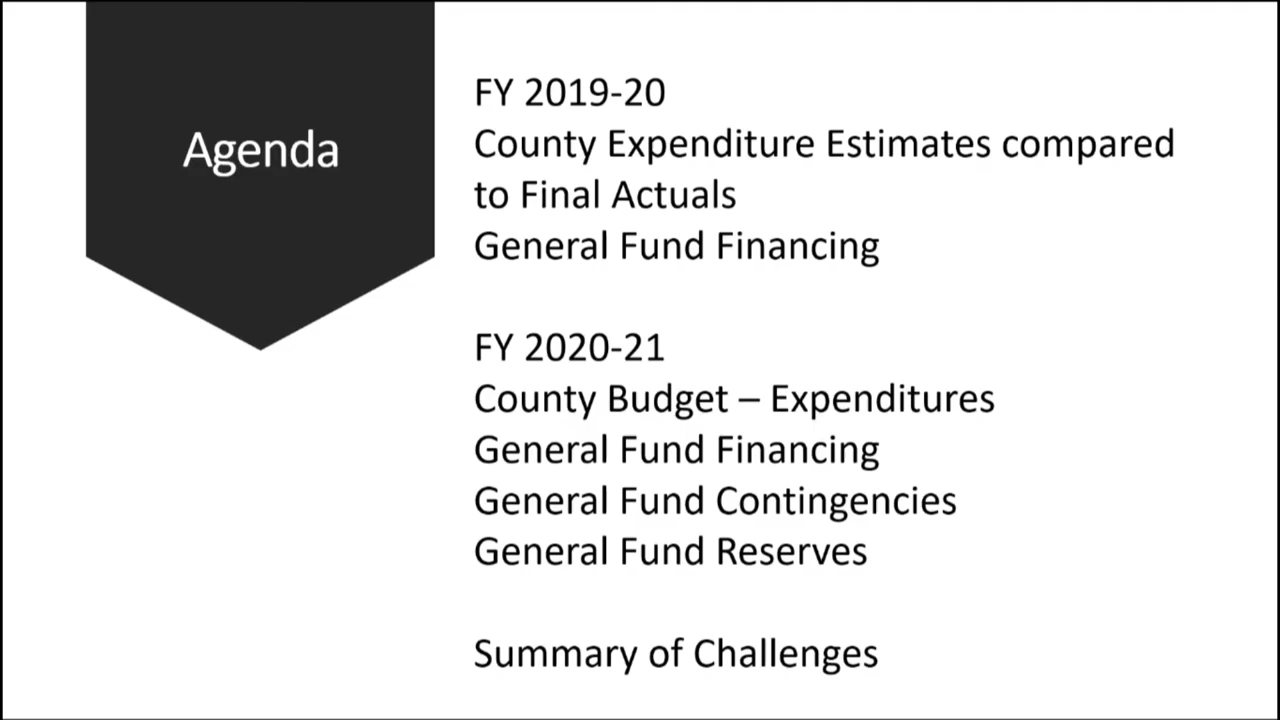 Agenda
FY 2019-20
County Expenditure Estimates compared
to Final Actuals
General Fund Financing
FY 2020-21
County Budget – Expenditures
General Fund Financing
General Fund Contingencies
General Fund Reserves
Summary of Challenges